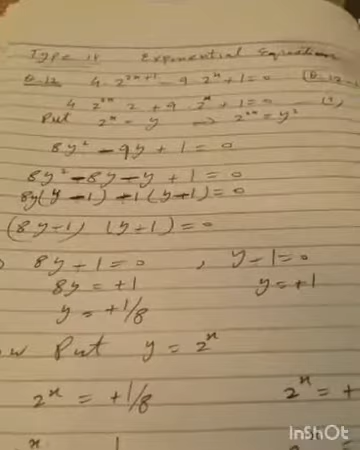 Type Exponential Equation
Q.12 4. 2^2x+1 - 9. 2^x + 1 = 0
4. 2^2x. 2 + 9. 2^x + 1 = 0
Put 2^x = y ⇒ 2^2x = y²
8y² - 9y + 1 = 0
8y² - 8y - y + 1 = 0
8y(y - 1) + 1(y + 1) = 0
(8y + 1) (y + 1) = 0
8y + 1 = 0 , y - 1 = 0
8y = +1 y = +1
y = +1/8
Put y = 2^x
2^x = +1/8 2^x = +
InShOt